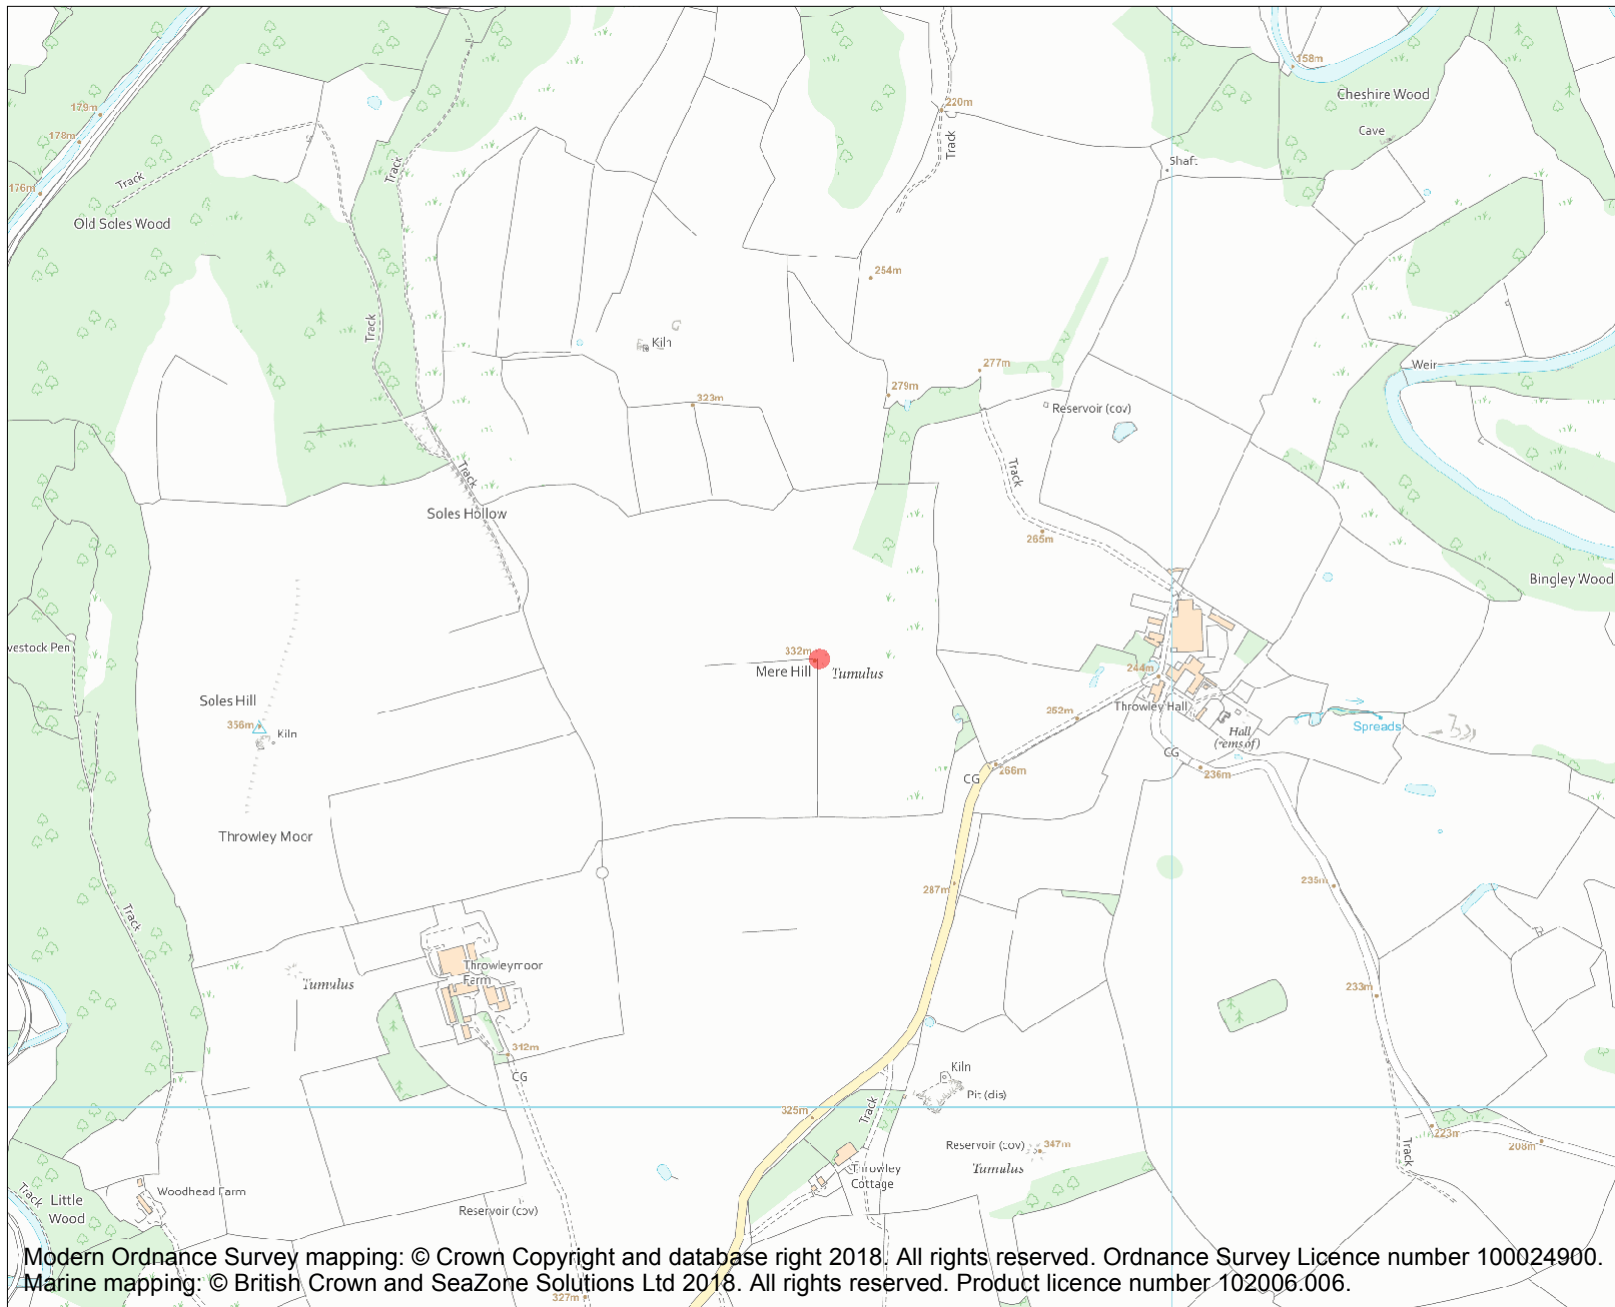 158m
Cheshire Wood
179m
220m
178m
Cave
Track
Shaft
Track
Track
176m
Old Soles Wood
254m
Track
Kiln
Weir
277m
279m
323m
Reservoir (cov)
Track
Track
Soles Hollow
265m
Bingley Wood
vestock Pen
332m
Mere Hill
Tumulus
244m
Soles Hill
Throwley Hall
356m
252m
Spreads
Kiln
Hall
(rems of)
CG
266m
CG
236m
Throwley Moor
235m
287m
Track
Throwleymoor
Farm
Tumulus
233m
312m
Kiln
CG
Pit (dis)
325m
Track
223m
Reservoir (cov)
347m
208m
Track
Tumulus
Throwley
Cottage
Woodhead Farm
Track
Little
Wood
Reservoir (cov)
Modern Ordnance Survey mapping: © Crown Copyright and database right 2018. All rights reserved. Ordnance Survey Licence number 100024900.
Marine mapping: © British Crown and SeaZone Solutions Ltd 2018. All rights reserved. Product licence number 102006.006.
327m